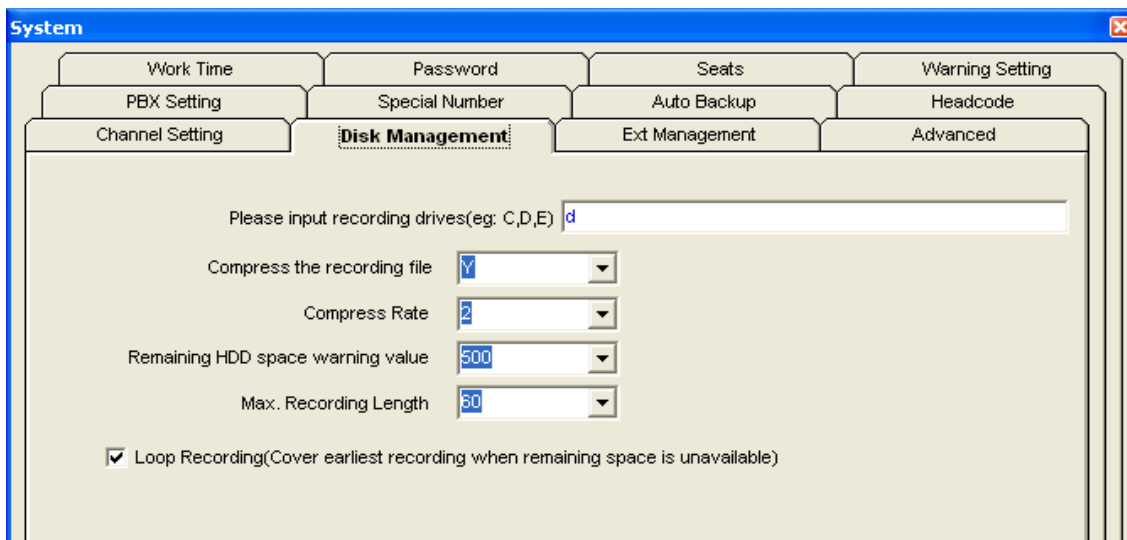 System
Work Time Password Seats Warning Setting
PBX Setting Special Number Auto Backup Headcode
Channel Setting Disk Management Ext Management Advanced
Please input recording drives(eg: C,D,E) d
Compress the recording file Y
Compress Rate 2
Remaining HDD space warning value 500
Max. Recording Length 60
Loop Recording(Cover earliest recording when remaining space is unavailable)